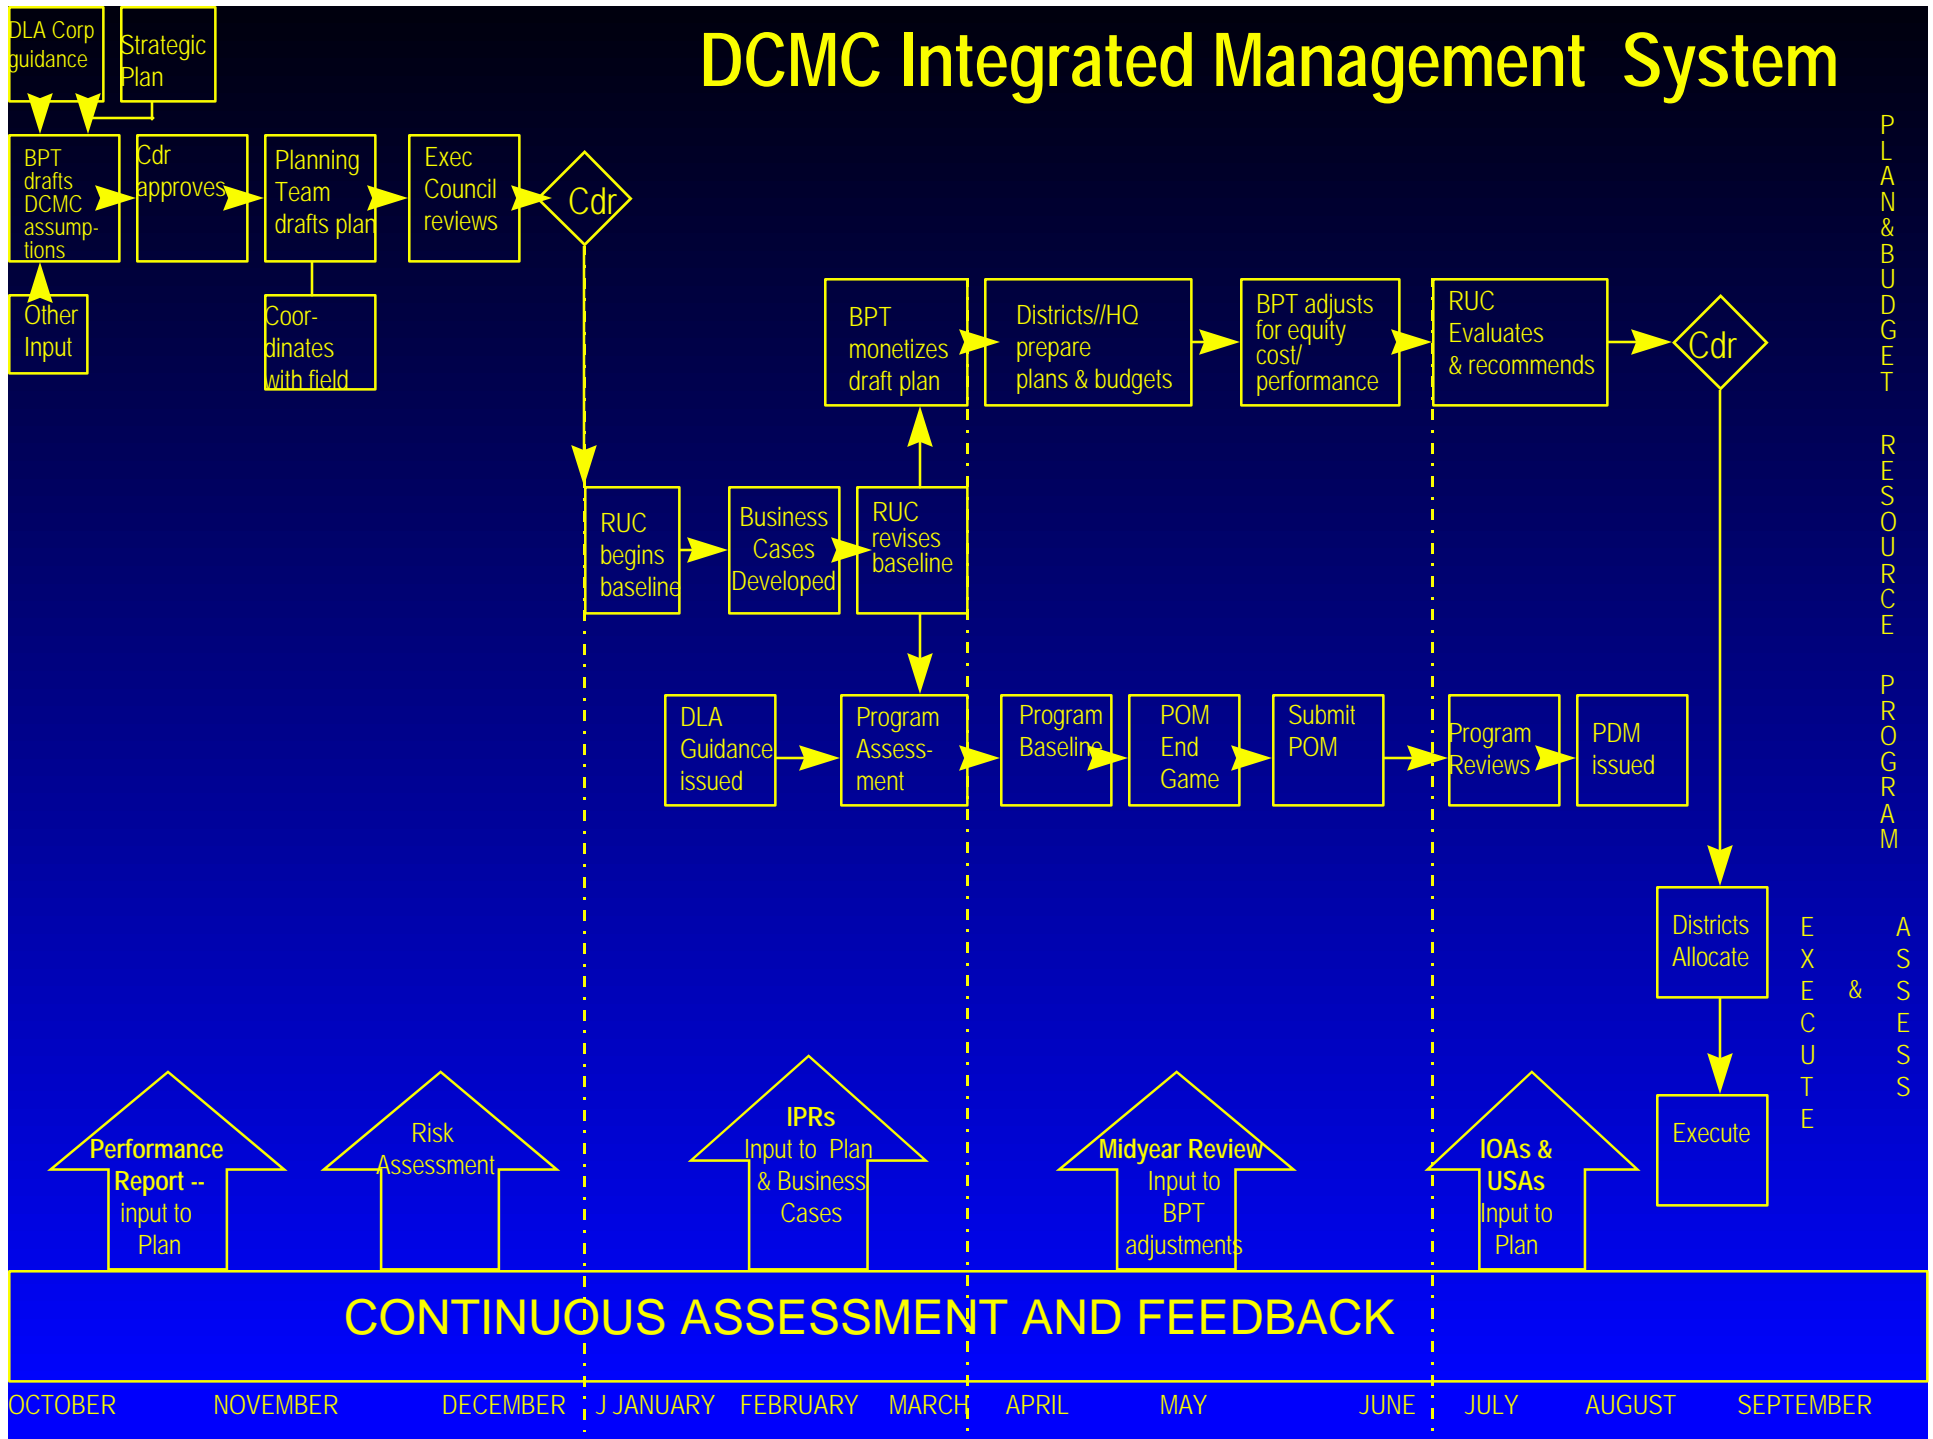 DCMC Integrated Management System
DLA Corp
guidance
Strategic
Plan
BPT
drafts
DCMC
assump-
tions
Cdr
approves
Planning
Team
drafts plan
Exec
Council
reviews
Cdr
Other
Input
Coor-
dinates
with field
BPT
monetizes
draft plan
Districts//HQ
prepare
plans & budgets
BPT adjusts
for equity
cost/
performance
RUC
Evaluates
& recommends
Cdr
PLAN&BUDGET
RUC
begins
baseline
Business
Cases
Developed
RUC
revises
baseline
RESOURCE
DLA
Guidance
issued
Program
Assess-
ment
Program
Baseline
POM
End
Game
Submit
POM
Program
Reviews
PDM
issued
PROGRAM
Districts
Allocate
Execute
EXECUTE
&
ASSESS
Performance
Report --
input to
Plan
Risk
Assessment
IPRs
Input to Plan
& Business
Cases
Midyear Review
Input to
BPT
adjustments
IOAs &
USAs
Input to
Plan
CONTINUOUS ASSESSMENT AND FEEDBACK
OCTOBER NOVEMBER DECEMBER J JANUARY FEBRUARY MARCH APRIL MAY JUNE JULY AUGUST SEPTEMBER